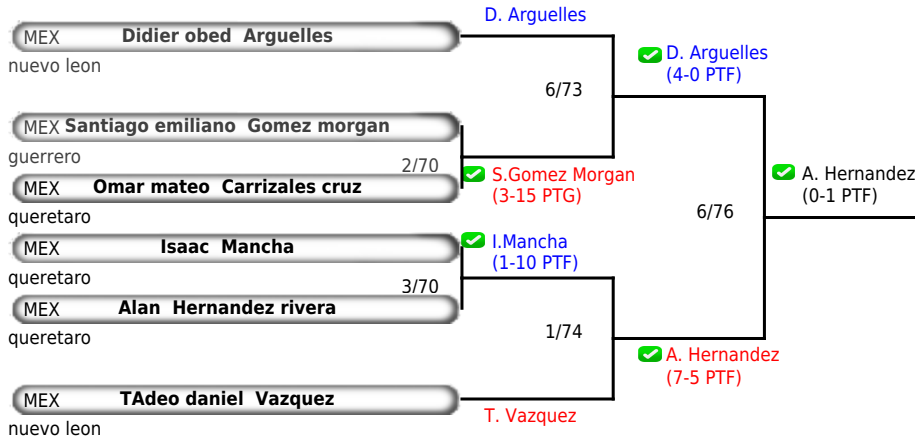 D. Arguelles
MEX Didier obed Arguelles
nuevo leon
D. Arguelles
(4-0 PTF)
6/73
MEX Santiago emiliano Gomez morgan
guerrero
2/70
S.Gomez Morgan
(3-15 PTG)
MEX Omar mateo Carrizales cruz
queretaro
A. Hernandez
(0-1 PTF)
6/76
MEX Isaac Mancha
queretaro
I.Mancha
(1-10 PTF)
3/70
MEX Alan Hernandez rivera
queretaro
1/74
A. Hernandez
(7-5 PTF)
MEX TAdeo daniel Vazquez
nuevo leon
T. Vazquez